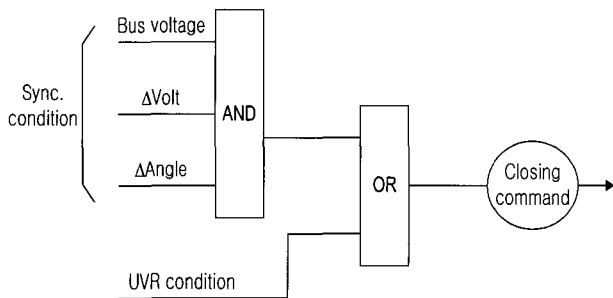 Bus voltage
Sync.
condition
ΔVolt
AND
ΔAngle
OR
Closing
command
UVR condition